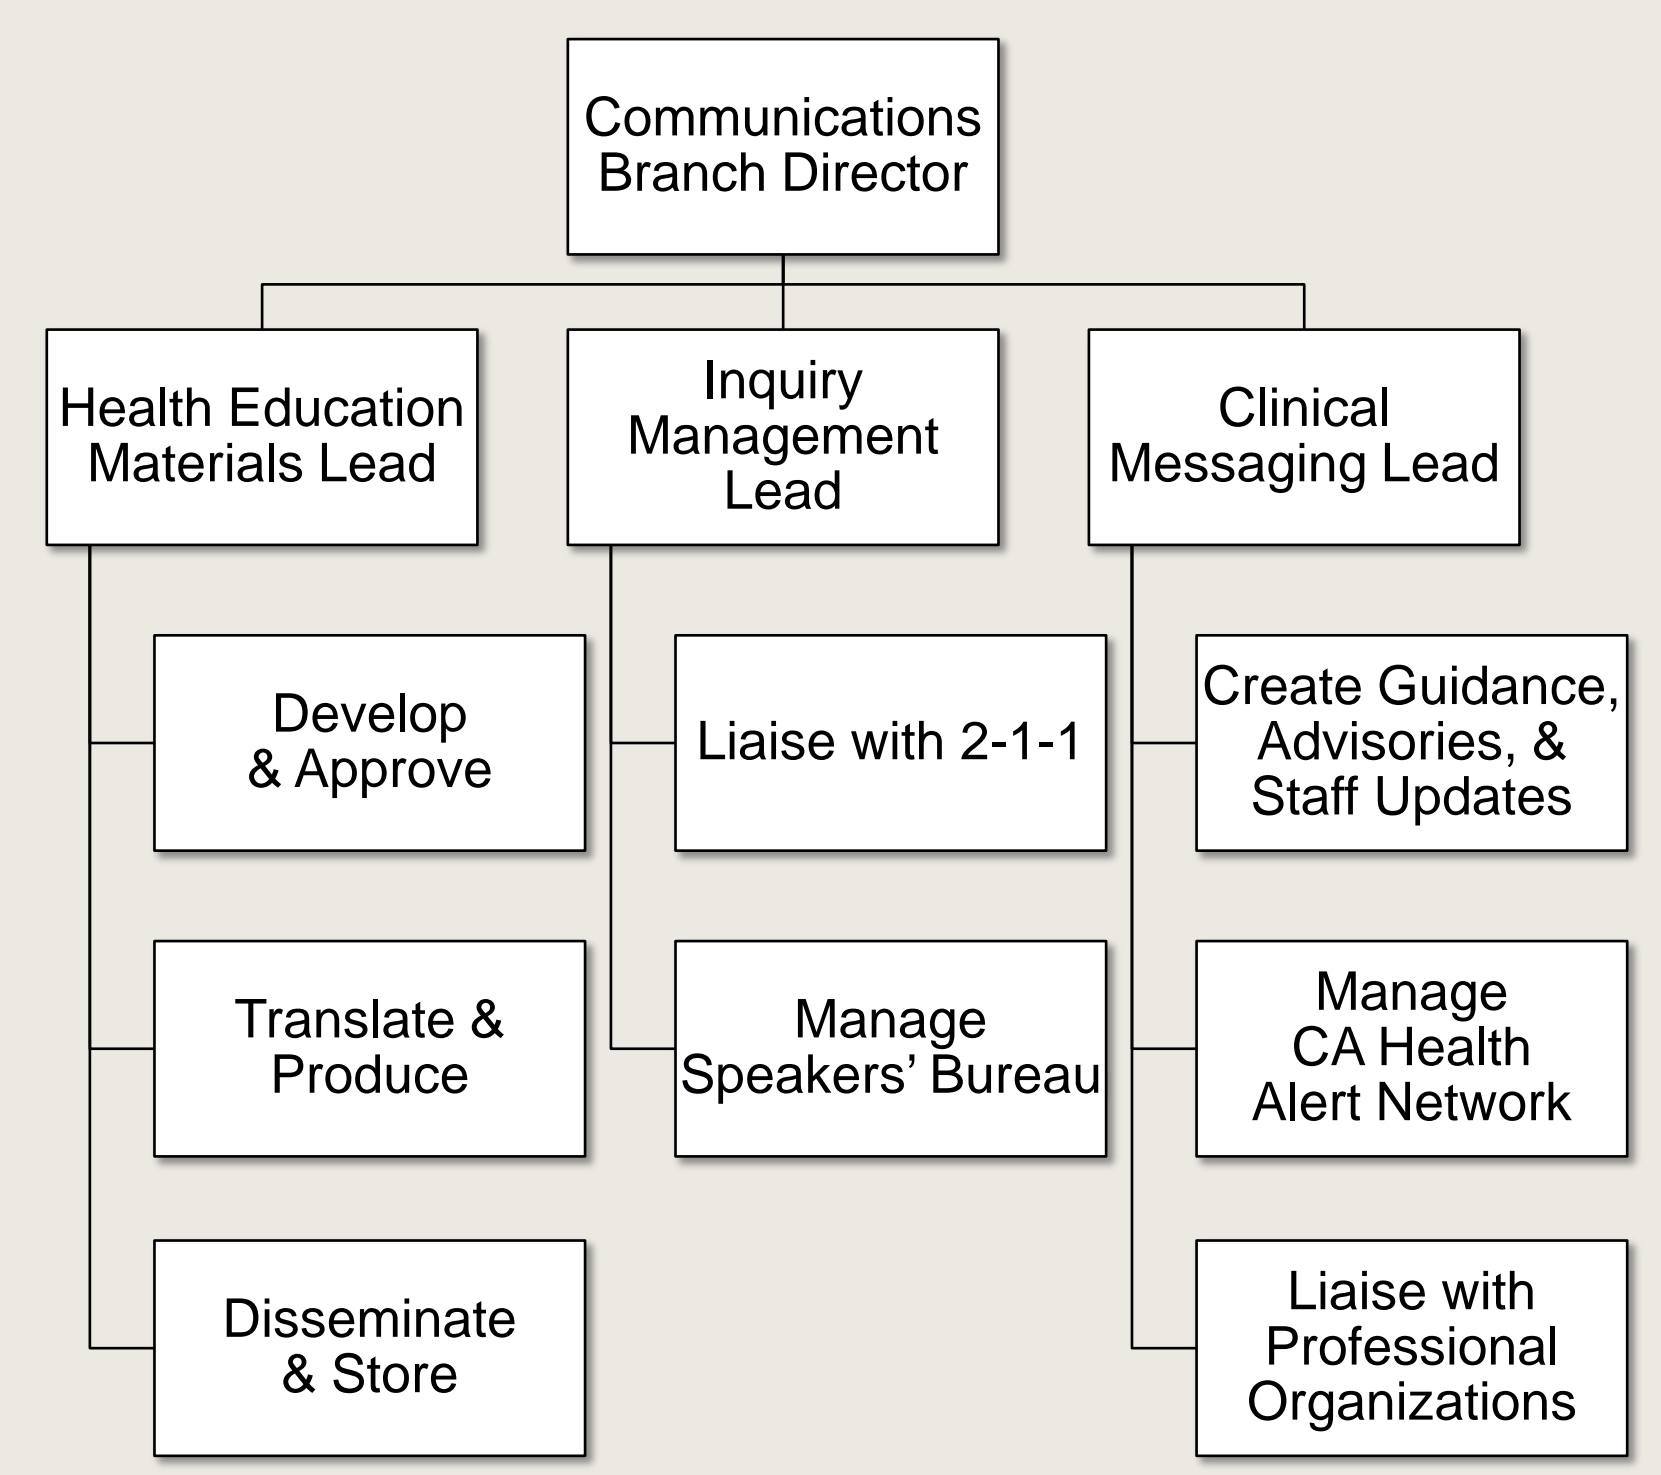 Communications
Branch Director
Health Education
Materials Lead
Inquiry
Management
Lead
Clinical
Messaging Lead
Develop
& Approve
Liaise with 2-1-1
Create Guidance,
Advisories, &
Staff Updates
Translate &
Produce
Manage
Speakers’ Bureau
Manage
CA Health
Alert Network
Disseminate
& Store
Liaise with
Professional
Organizations